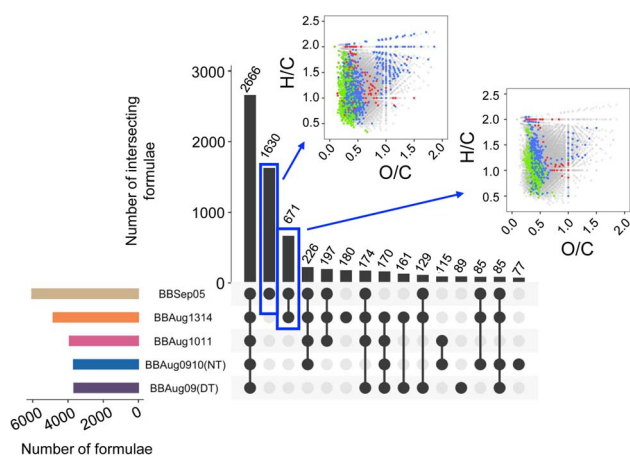 2.5
2.0
1.5
1.0
0.5
H/C
0.0 0.5 1.0 1.5 2.0
O/C
2.5
2.0
1.5
1.0
0.5
H/C
0.0 0.5 1.0 1.5 2.0
O/C
Number of intersecting
formulae
3000
2000
1000
0
2666
1630
671
226
197
180
174
170
161
129
115
89
85
85
77
BBSep05
BBAug1314
BBAug1011
BBAug0910(NT)
BBAug09(DT)
6000 4000 2000 0
Number of formulae